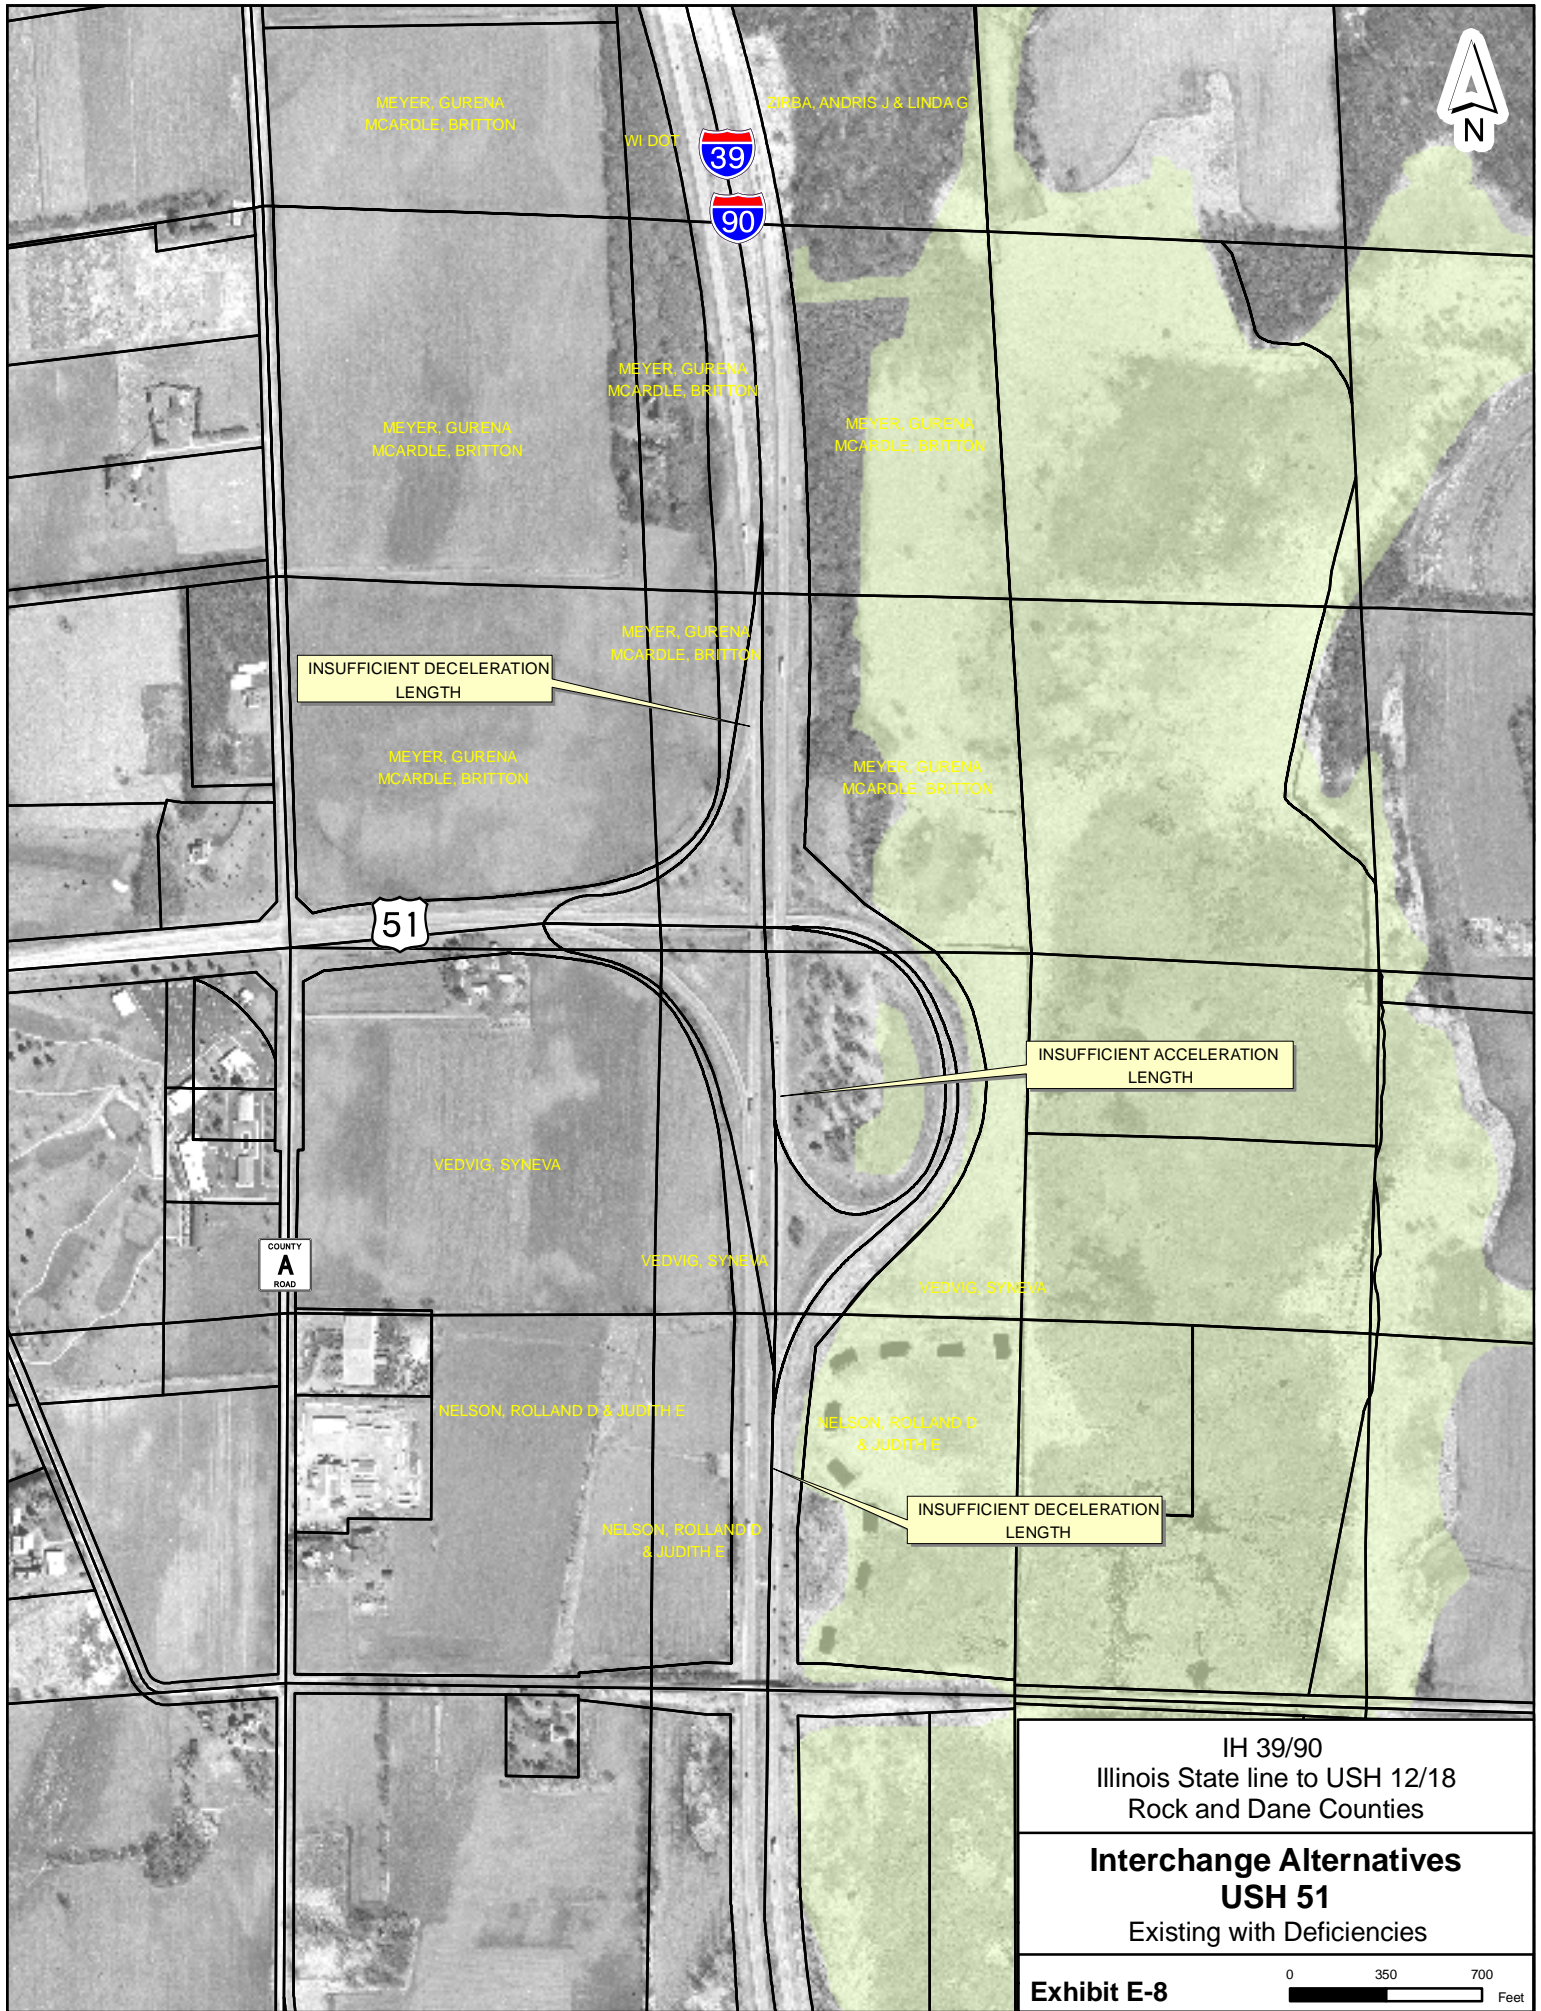 MEYER, GURENA
MCARDLE, BRITTON
ZIRBA, ANDRIS J & LINDA G
WI DOT
39
90
N
MEYER, GURENA
MCARDLE, BRITTON
MEYER, GURENA
MCARDLE, BRITTON
MEYER, GURENA
MCARDLE, BRITTON
MEYER, GURENA
MCARDLE, BRITTON
INSUFFICIENT DECELERATION
LENGTH
MEYER, GURENA
MCARDLE, BRITTON
MEYER, GURENA
MCARDLE, BRITTON
51
INSUFFICIENT ACCELERATION
LENGTH
VEDVIG, SYNEVA
COUNTY
A
ROAD
VEDVIG, SYNEVA
VEDVIG, SYNEVA
NELSON, ROLLAND D & JUDITH E
NELSON, ROLLAND D
& JUDITH E
INSUFFICIENT DECELERATION
LENGTH
NELSON, ROLLAND D
& JUDITH E
IH 39/90
Illinois State line to USH 12/18
Rock and Dane Counties
Interchange Alternatives
USH 51
Existing with Deficiencies
Exhibit E-8
0 350 700
Feet